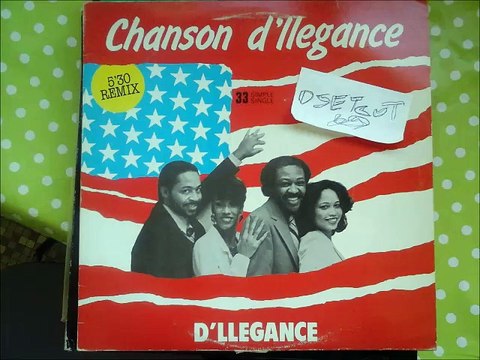 Chanson d'llegance
5'30
REMIX
33 SIMPLE
SINGLE
D'LLEGANCE